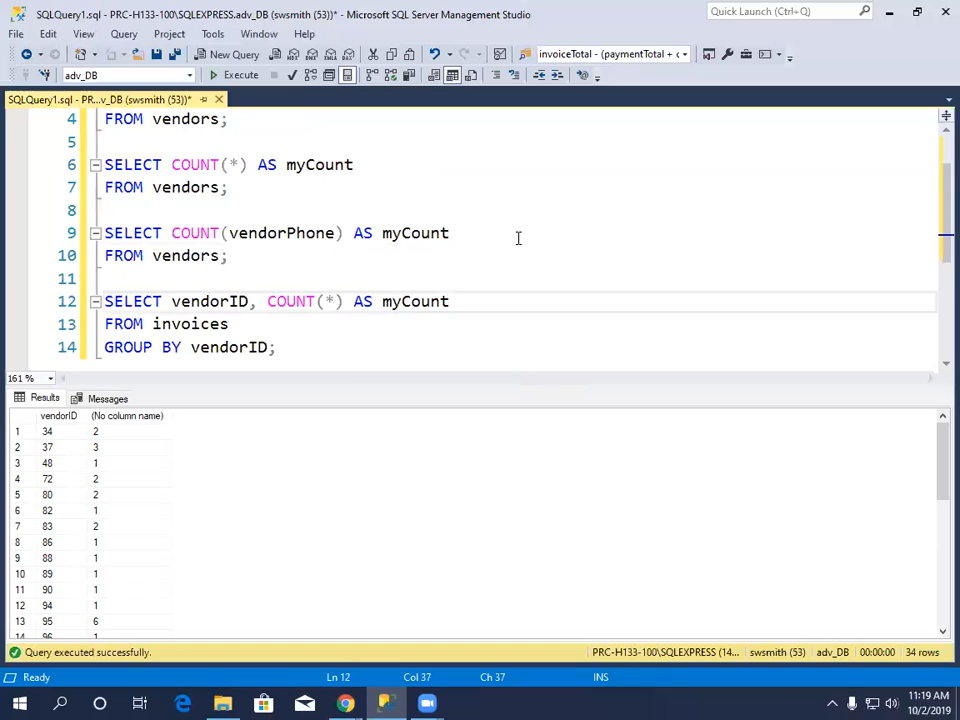 SQLQuery1.sql - PRC-H133-100\SQLEXPRESS.adv_DB (swsmith (53))* - Microsoft SQL Server Management Studio
Quick Launch (Ctrl+Q)
File Edit View Query Project Tools Window Help
New Query
invoiceTotal - (paymentTotal + c
adv_DB
Execute
SQLQuery1.sql - PR...v_DB (swsmith (53))*
4 FROM vendors;
5
6 SELECT COUNT(*) AS myCount
7 FROM vendors;
8
9 SELECT COUNT(vendorPhone) AS myCount
10 FROM vendors;
11
12 SELECT vendorID, COUNT(*) AS myCount
13 FROM invoices
14 GROUP BY vendorID;
161 %
Results Messages
vendorID (No column name)
1 34 2
2 37 3
3 48 1
4 72 2
5 80 2
6 82 1
7 83 2
8 86 1
9 88 1
10 89 1
11 90 1
12 94 1
13 95 6
14 96 1
Query executed successfully.
PRC-H133-100\SQLEXPRESS (14... swsmith (53) adv_DB 00:00:00 34 rows
Ready Ln 12 Col 37 Ch 37 INS
11:19 AM
10/2/2019